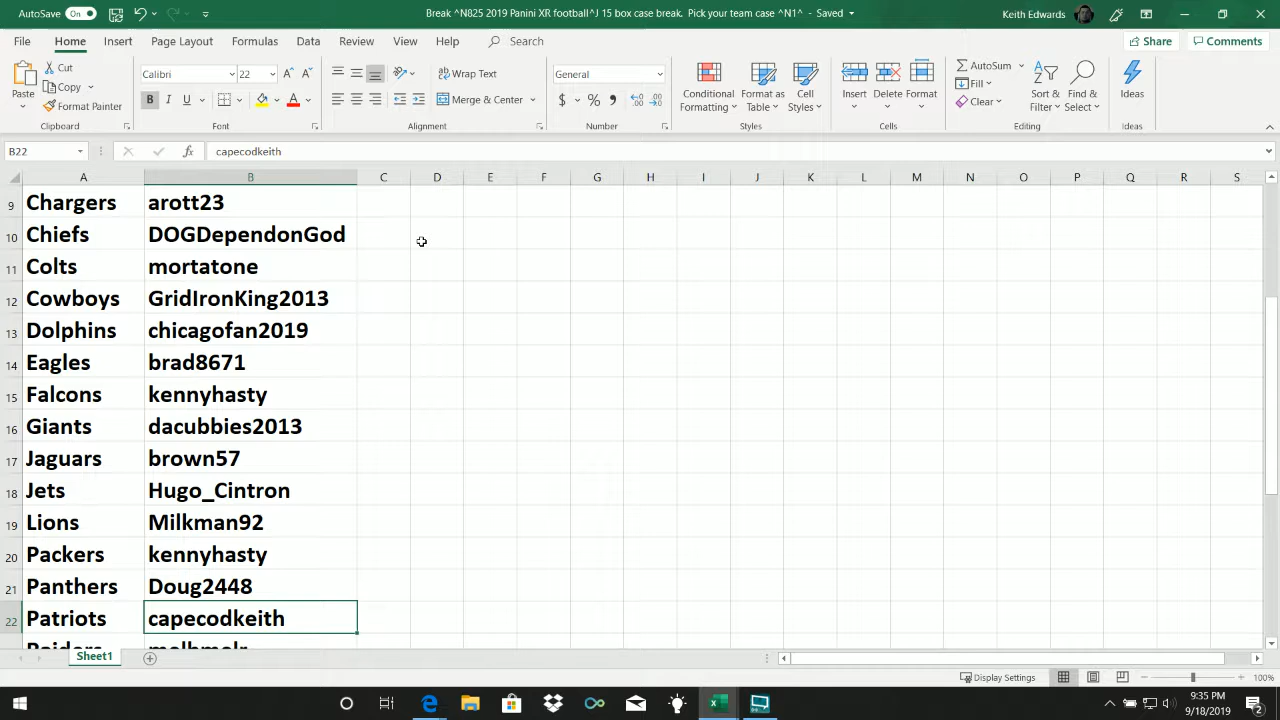 AutoSave On Break ^N825 2019 Panini XR football^J 15 box case break. Pick your team case ^N1^ - Saved Keith Edwards
File Home Insert Page Layout Formulas Data Review View Help Search Share Comments
Paste Cut Copy Format Painter Clipboard
Calibri 22 B I U A Font
Wrap Text Merge & Center Alignment
General $ % , Number
Conditional Formatting Format as Table Cell Styles Styles
Insert Delete Format Cells
AutoSum Fill Clear Sort & Filter Find & Select Editing
Ideas Ideas
B22 fx capecodkeith
A B C D E F G H I J K L M N O P Q R S
9 Chargers arott23
10 Chiefs DOGDependonGod
11 Colts mortatone
12 Cowboys GridIronKing2013
13 Dolphins chicagofan2019
14 Eagles brad8671
15 Falcons kennyhasty
16 Giants dacubbies2013
17 Jaguars brown57
18 Jets Hugo_Cintron
19 Lions Milkman92
20 Packers kennyhasty
21 Panthers Doug2448
22 Patriots capecodkeith
Raiders
Sheet1
Display Settings 100%
9:35 PM
9/18/2019 2